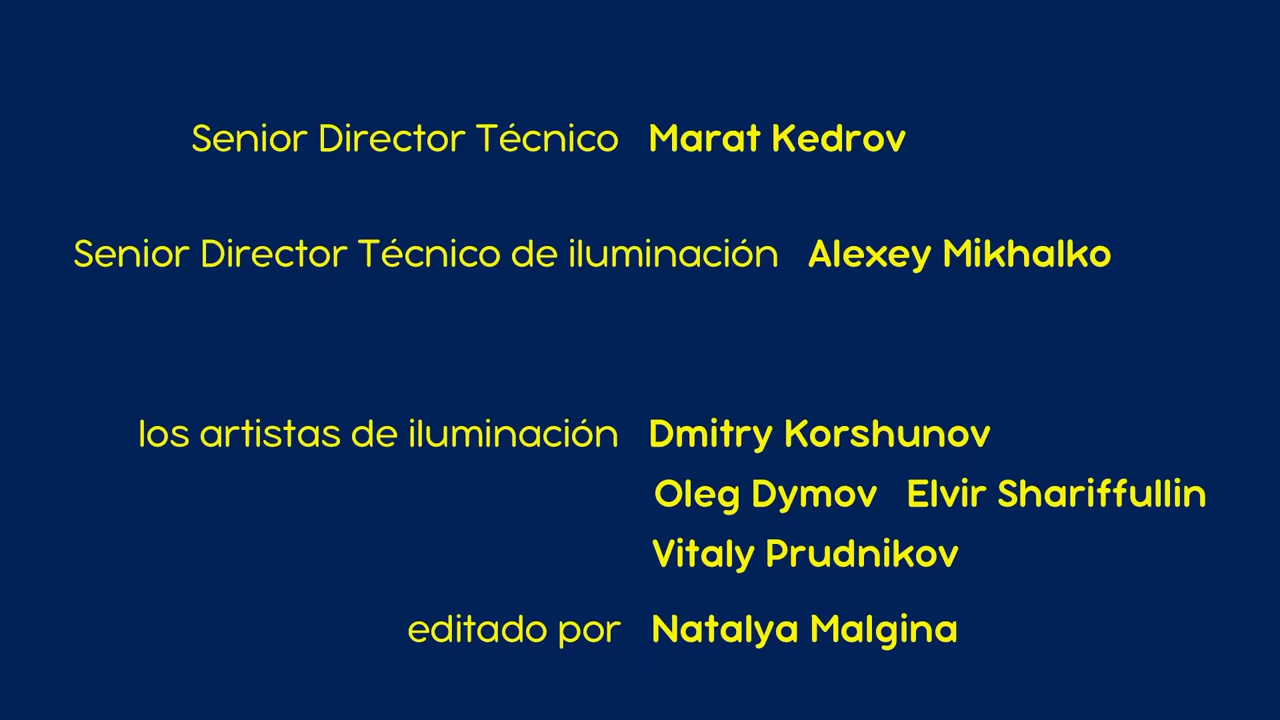 Senior Director Técnico Marat Kedrov
Senior Director Técnico de iluminación Alexey Mikhalko
los artistas de iluminación Dmitry Korshunov
Oleg Dymov Elvir Shariffullin
Vitaly Prudnikov
editado por Natalya Malgina